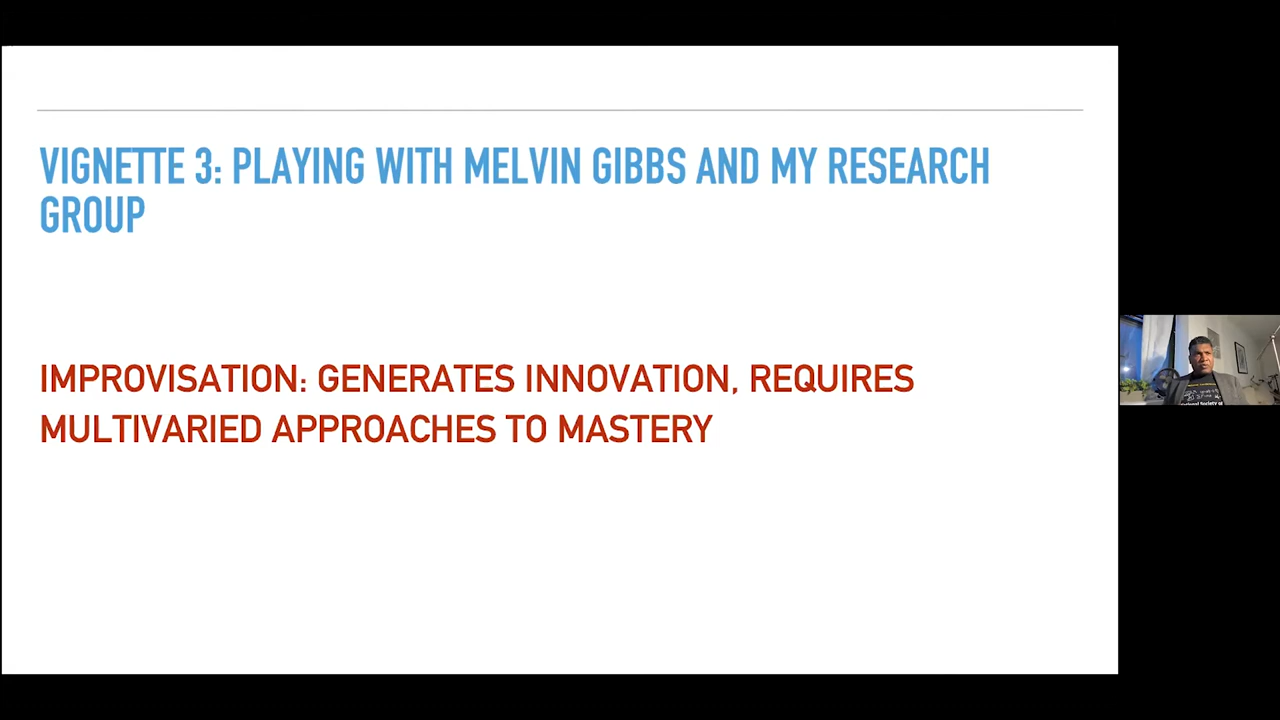 VIGNETTE 3: PLAYING WITH MELVIN GIBBS AND MY RESEARCH
GROUP
IMPROVISATION: GENERATES INNOVATION, REQUIRES
MULTIVARIED APPROACHES TO MASTERY